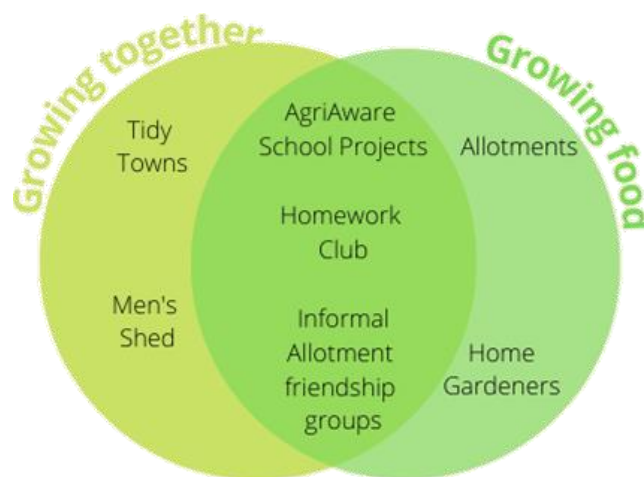 Growing together
Growing food
Tidy
Towns
Men's
Shed
AgriAware
School Projects
Homework
Club
Informal
Allotment
friendship
groups
Allotments
Home
Gardeners